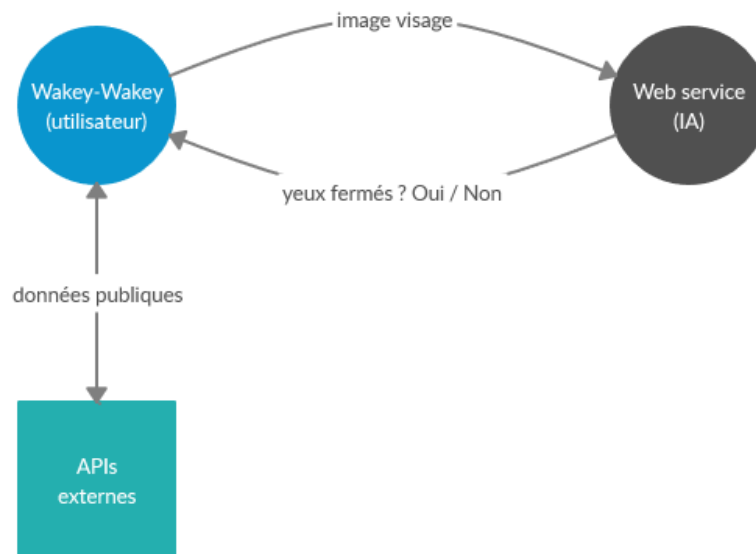 image visage
Wakey-Wakey
(utilisateur)
Web service
(IA)
yeux fermés ? Oui / Non
données publiques
APIs
externes